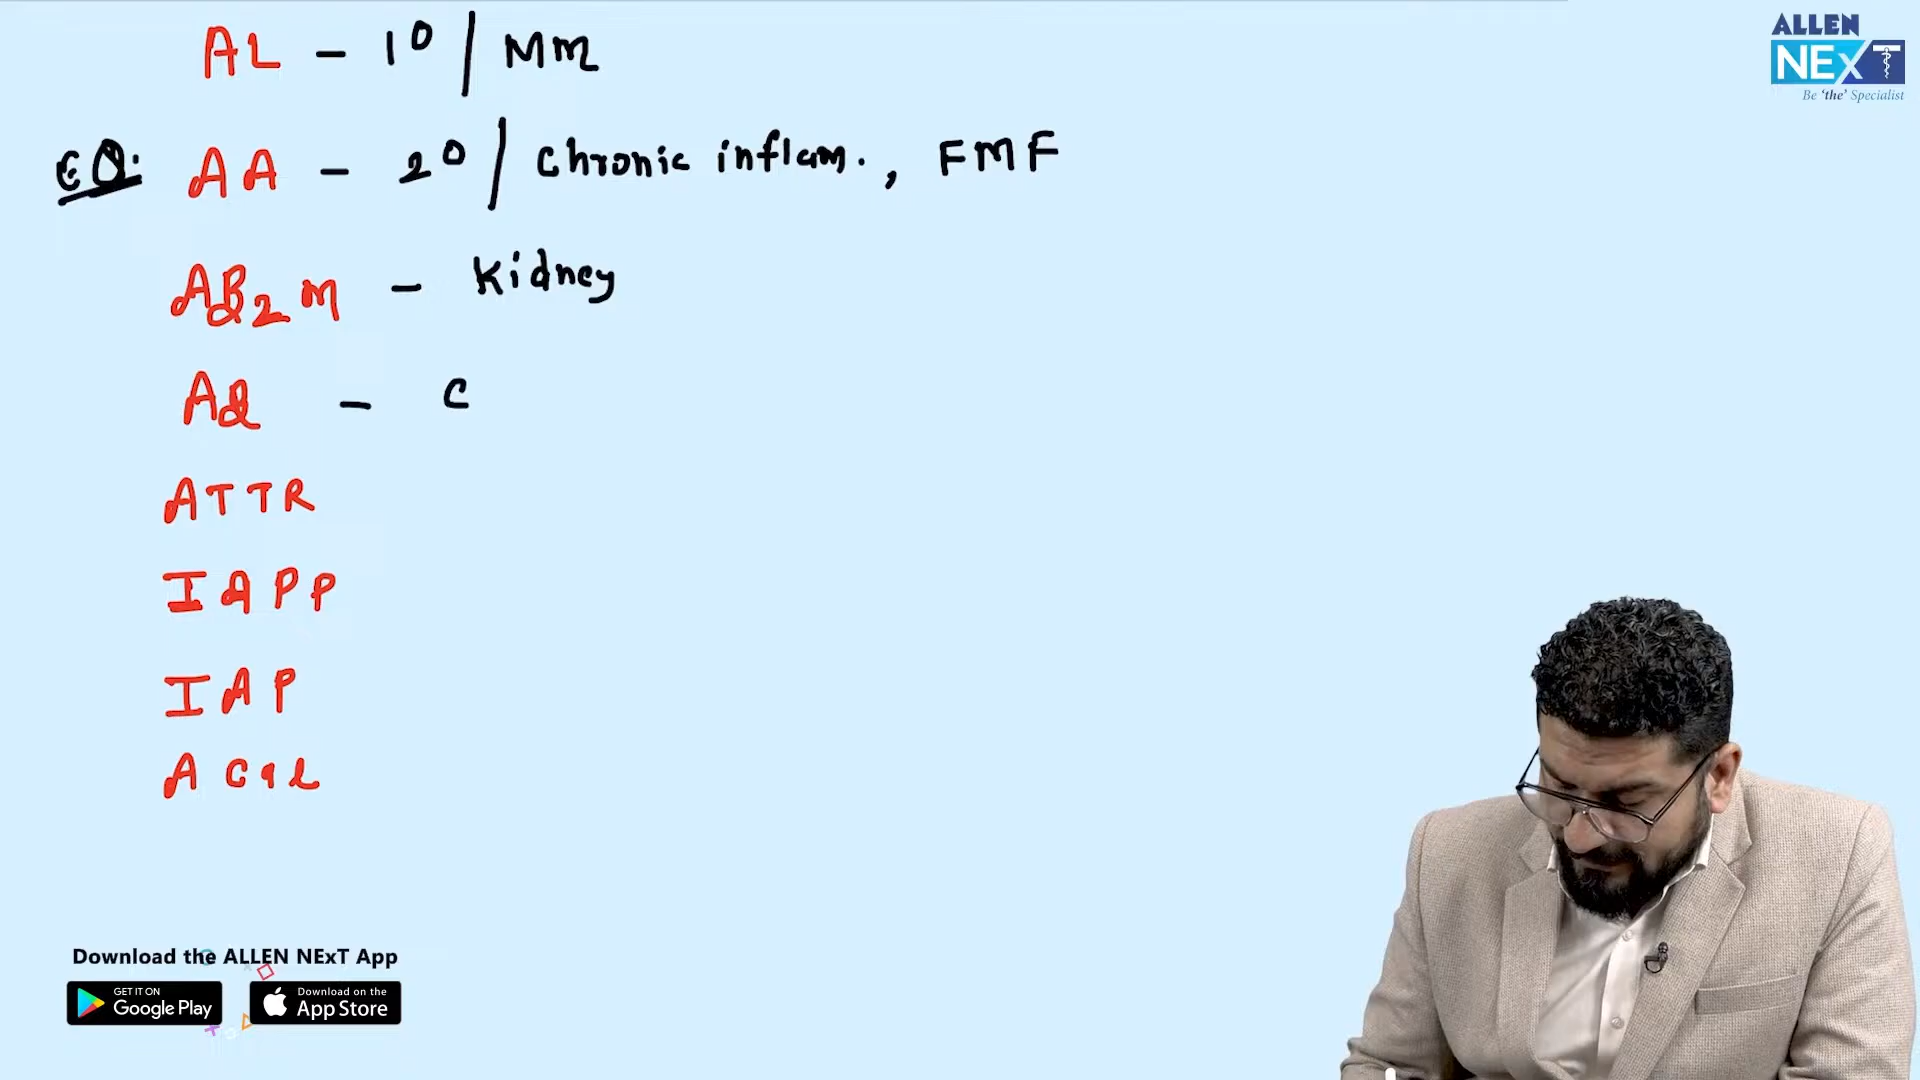 AL - 1° / MM
ALLEN
NEXT
Be 'the' Specialist
EQ. AA - 2° / Chronic inflam., FMF
Aβ2M - Kidney
Aβ - C
ATTR
IAPP
IAP
ACal
Download the ALLEN NExT App
GET IT ON
Google Play
Download on the
App Store